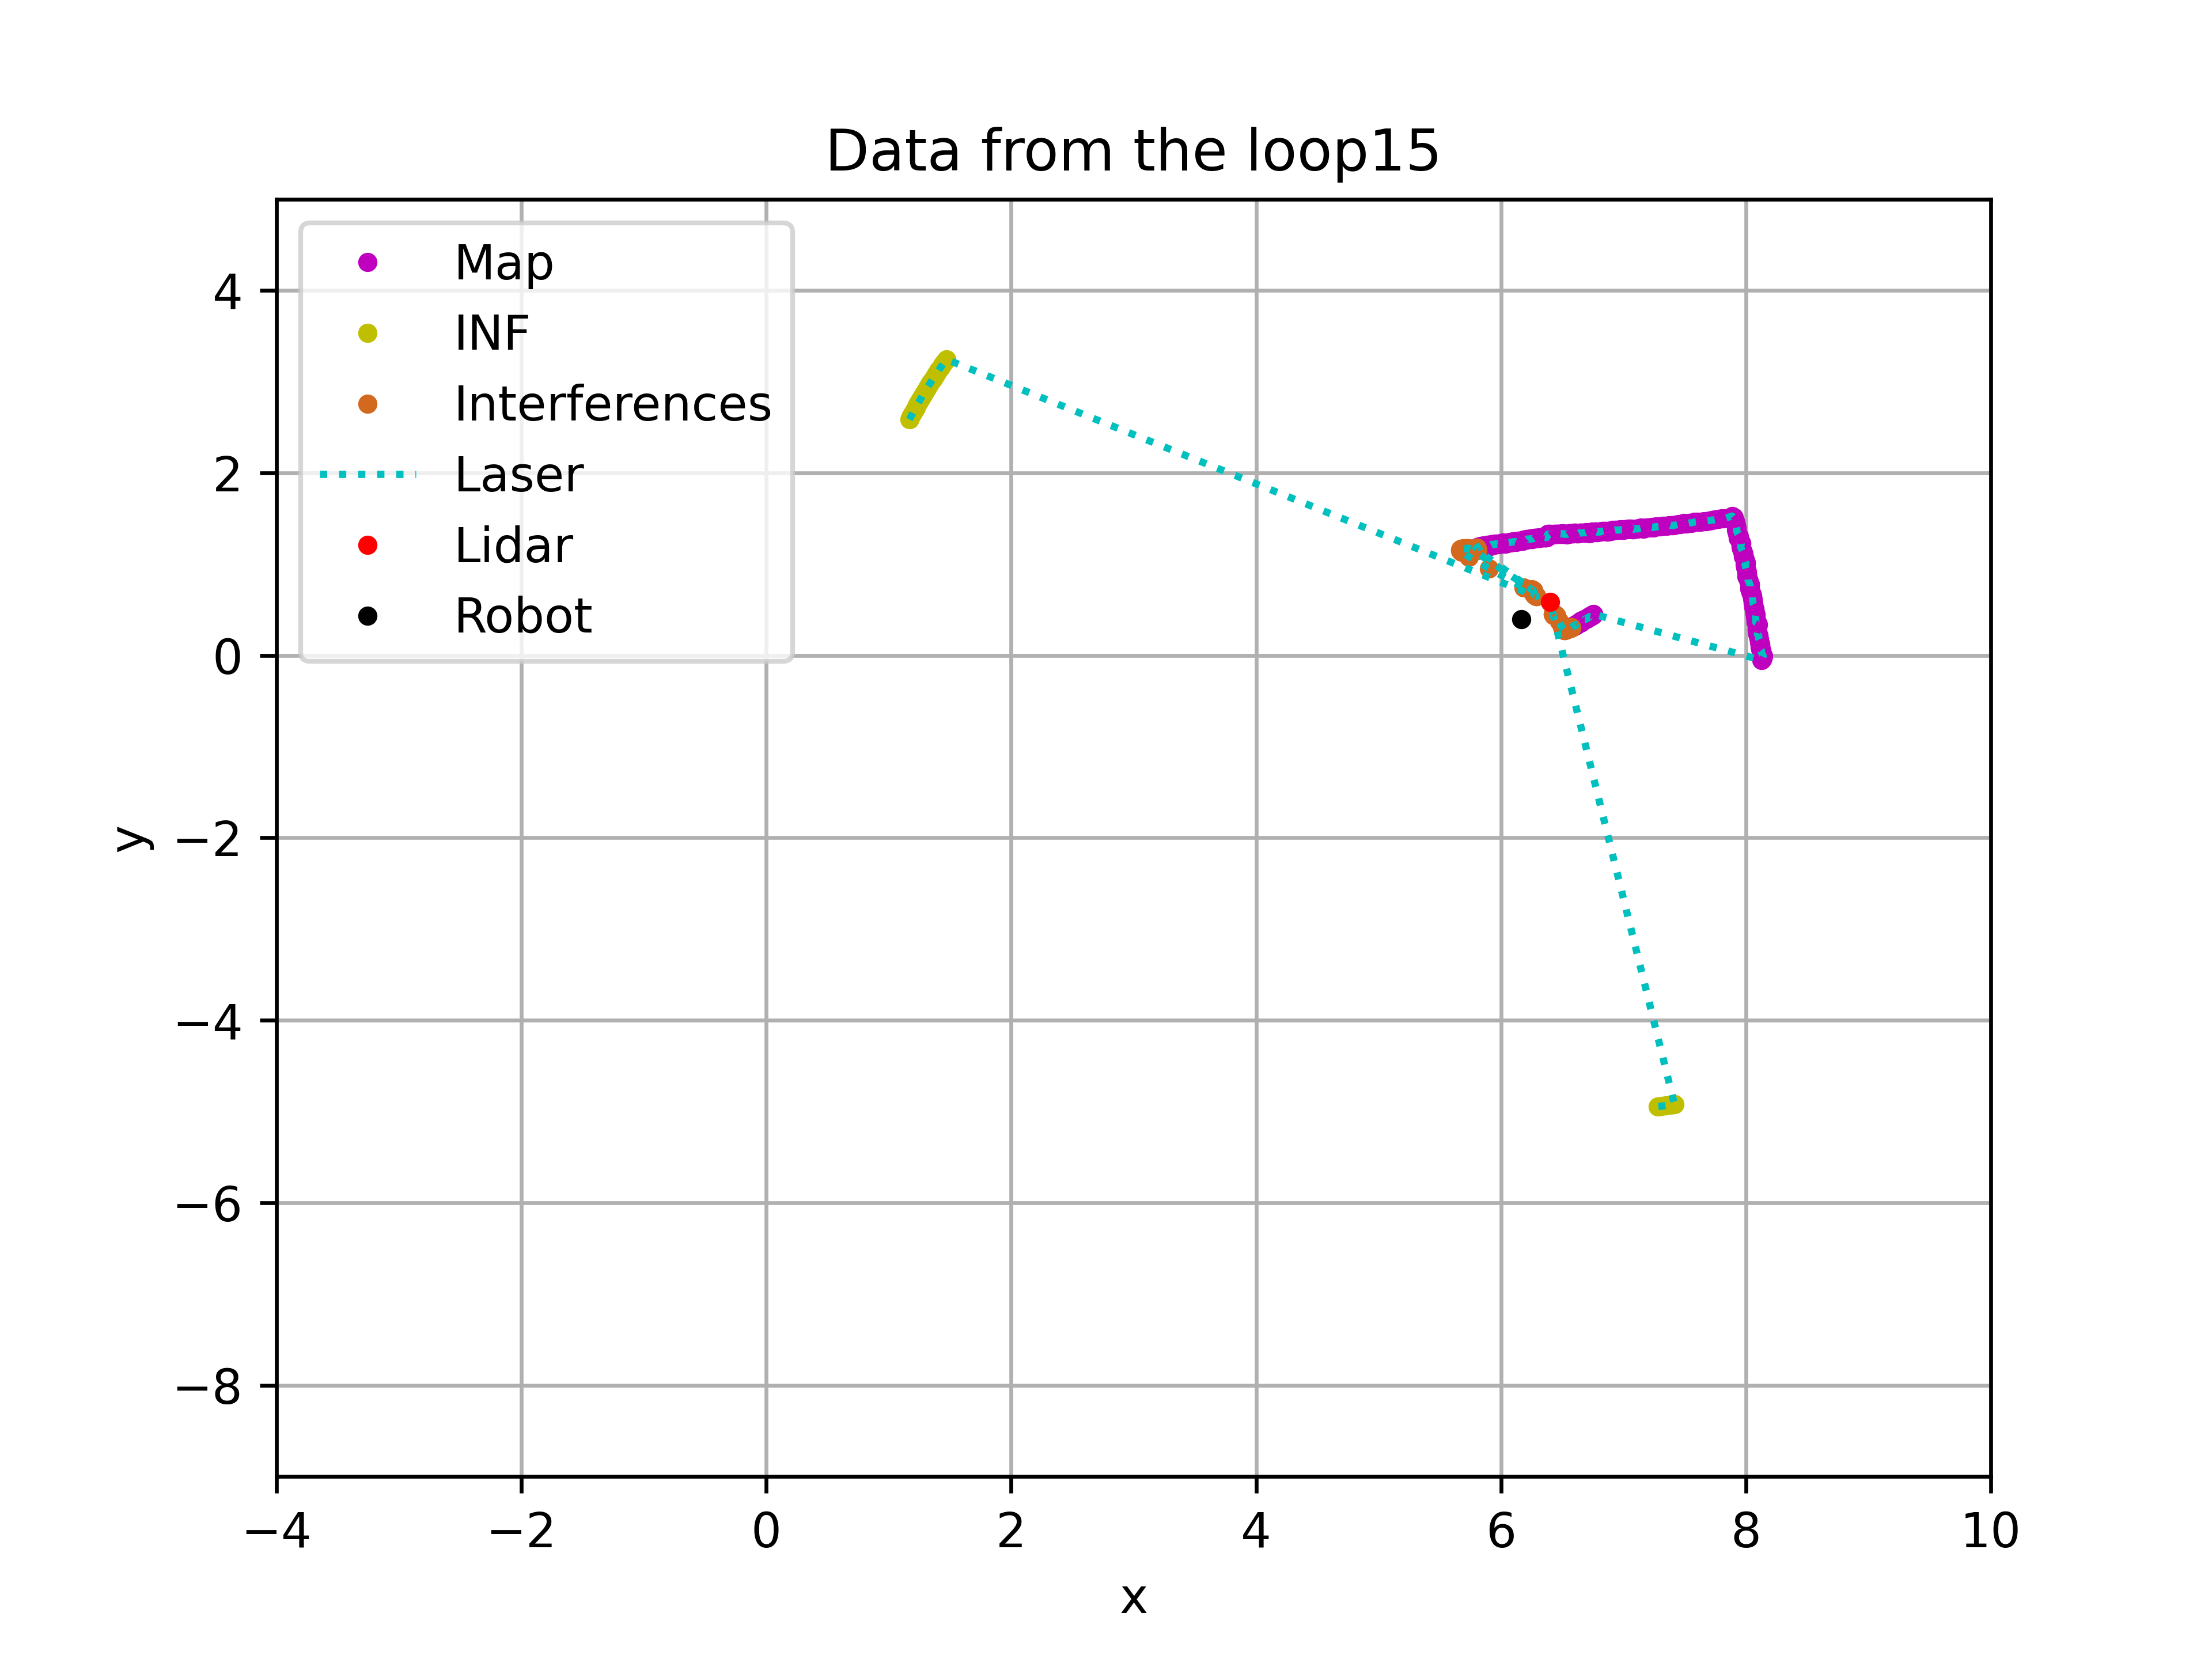 Data from the loop15
Map
INF
Interferences
Laser
Lidar
Robot
4
2
0
−2
−4
−6
−8
y
−4 −2 0 2 4 6 8 10
x